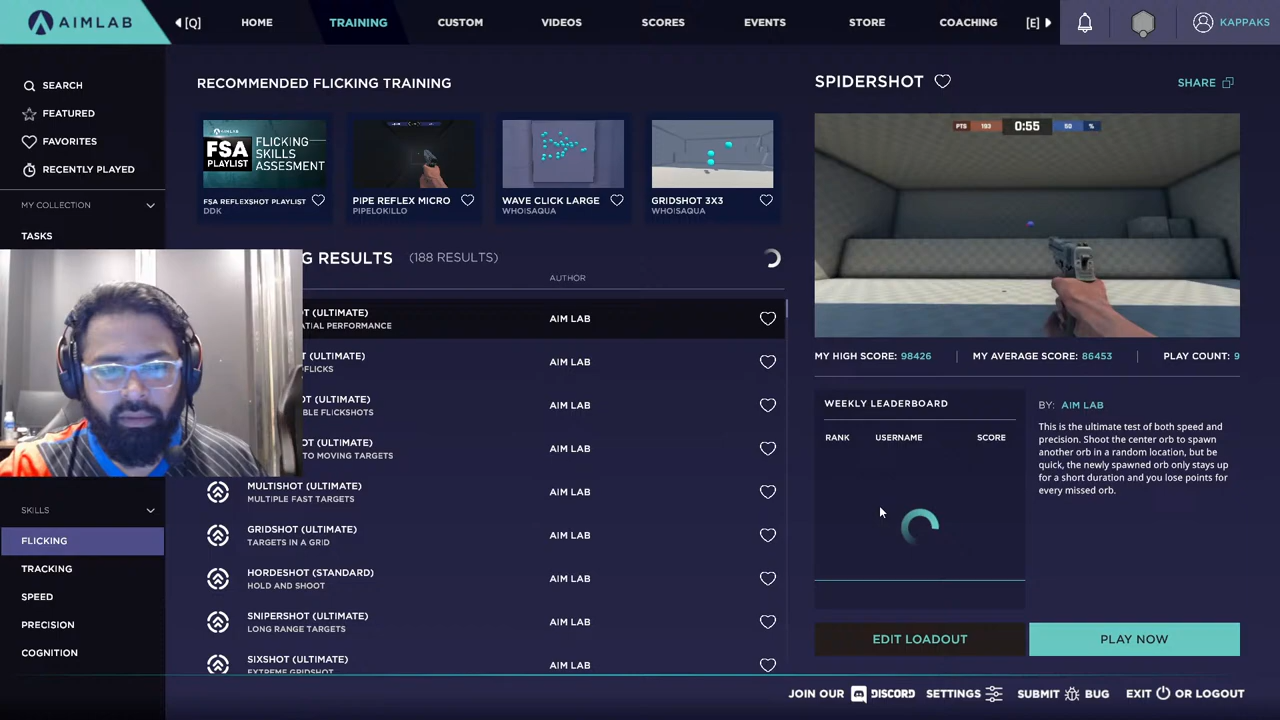 AIMLAB
[Q]
HOME
TRAINING
CUSTOM
VIDEOS
SCORES
EVENTS
STORE
COACHING
[E]
KAPPAKS
SEARCH
FEATURED
FAVORITES
RECENTLY PLAYED
MY COLLECTION
TASKS
SKILLS
FLICKING
TRACKING
SPEED
PRECISION
COGNITION
RECOMMENDED FLICKING TRAINING
AIMLAB
FSA
PLAYLIST
FLICKING
SKILLS
ASSESMENT
FSA REFLEXSHOT PLAYLIST
DDK
PIPE REFLEX MICRO
PIPELOKILLO
WAVE CLICK LARGE
WHOISAQUA
GRIDSHOT 3X3
WHOISAQUA
G RESULTS (188 RESULTS)
AUTHOR
T (ULTIMATE)
ATIAL PERFORMANCE
AIM LAB
T (ULTIMATE)
FLICKS
AIM LAB
OT (ULTIMATE)
BLE FLICKSHOTS
AIM LAB
OT (ULTIMATE)
TO MOVING TARGETS
AIM LAB
MULTISHOT (ULTIMATE)
MULTIPLE FAST TARGETS
AIM LAB
GRIDSHOT (ULTIMATE)
TARGETS IN A GRID
AIM LAB
HORDESHOT (STANDARD)
HOLD AND SHOOT
AIM LAB
SNIPERSHOT (ULTIMATE)
LONG RANGE TARGETS
AIM LAB
SIXSHOT (ULTIMATE)
EXTREME GRIDSHOT
AIM LAB
SPIDERSHOT
SHARE
PTS 193 0:55 50 %
MY HIGH SCORE: 98426
MY AVERAGE SCORE: 86453
PLAY COUNT: 9
WEEKLY LEADERBOARD
RANK USERNAME SCORE
BY: AIM LAB
This is the ultimate test of both speed and
precision. Shoot the center orb to spawn
another orb in a random location, but be
quick, the newly spawned orb only stays up
for a short duration and you lose points for
every missed orb.
EDIT LOADOUT
PLAY NOW
JOIN OUR DISCORD
SETTINGS
SUBMIT BUG
EXIT OR LOGOUT